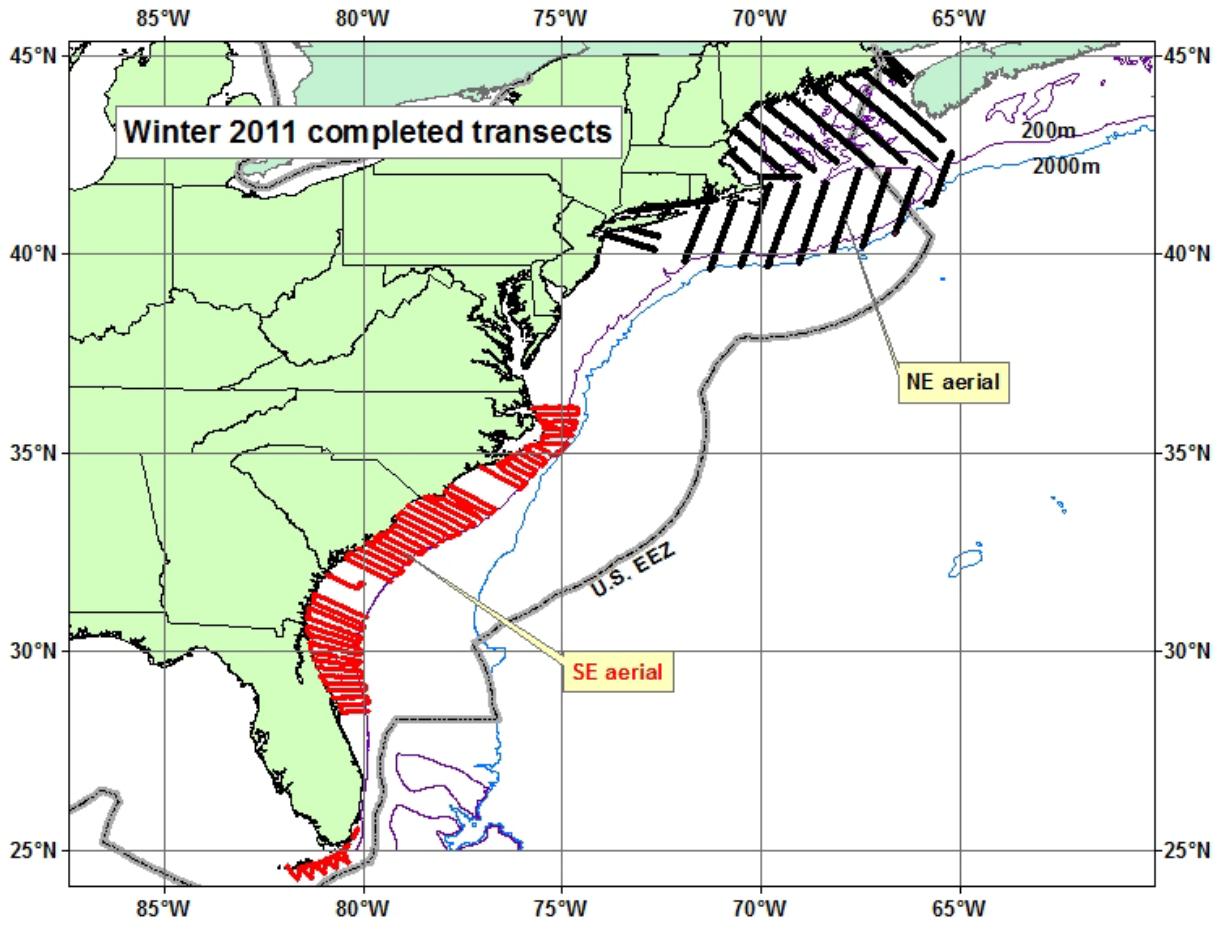 85°W 80°W 75°W 70°W 65°W
45°N 45°N
Winter 2011 completed transects
200m
2000m
40°N 40°N
NE aerial
35°N 35°N
U.S. EEZ
30°N 30°N
SE aerial
25°N 25°N
85°W 80°W 75°W 70°W 65°W